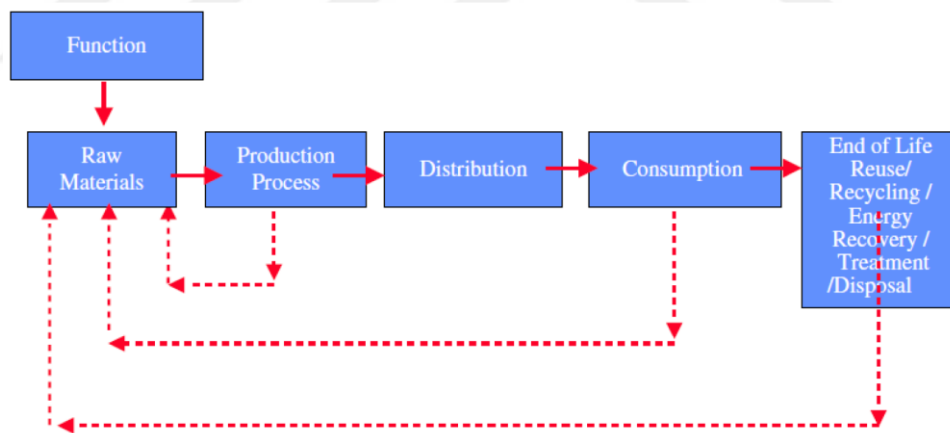 Function
Raw
Materials
Production
Process
Distribution
Consumption
End of Life
Reuse/
Recycling /
Energy
Recovery /
Treatment
/Disposal